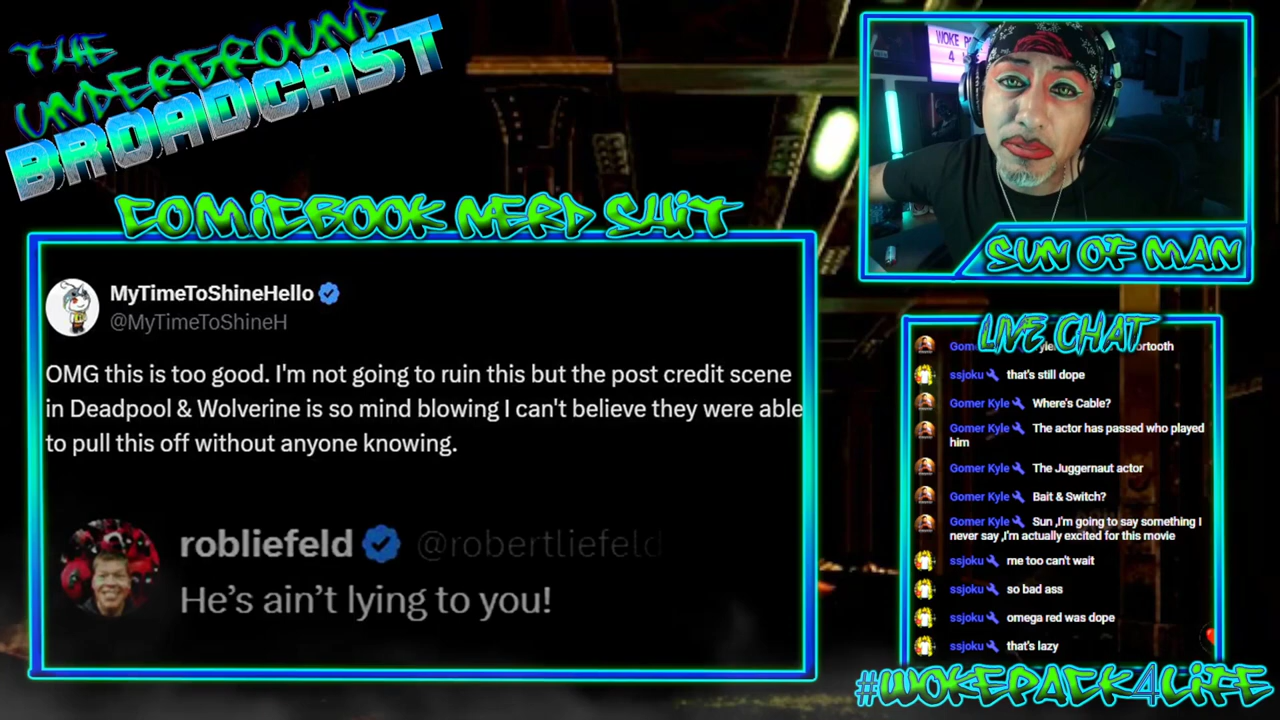 THE
UNDERGROUND
BROADCAST
COMICBOOK NERD SHIT
MyTimeToShineHello
@MyTimeToShineH
OMG this is too good. I'm not going to ruin this but the post credit scene
in Deadpool & Wolverine is so mind blowing I can't believe they were able
to pull this off without anyone knowing.
robliefeld @robertliefeld
He's ain't lying to you!
WOKE
4
SUN OF MAN
LIVE CHAT
ssjoku that's still dope
Gomer Kyle Where's Cable?
Gomer Kyle The actor has passed who played
him
Gomer Kyle The Juggernaut actor
Gomer Kyle Bait & Switch?
Gomer Kyle Sun ,I'm going to say something I
never say ,I'm actually excited for this movie
ssjoku me too can't wait
ssjoku so bad ass
ssjoku omega red was dope
ssjoku that's lazy
#WOKEPACK4LIFE